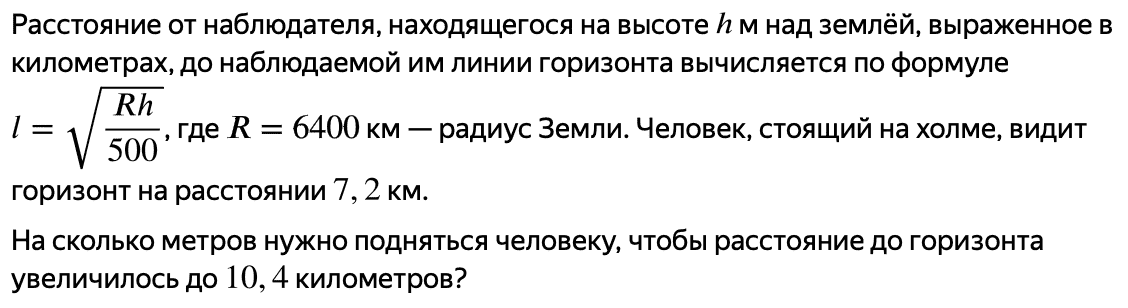 Расстояние от наблюдателя, находящегося на высоте h м над землёй, выраженное в
километрах, до наблюдаемой им линии горизонта вычисляется по формуле
l = √(Rh/500), где R = 6400 км — радиус Земли. Человек, стоящий на холме, видит
горизонт на расстоянии 7, 2 км.
На сколько метров нужно подняться человеку, чтобы расстояние до горизонта
увеличилось до 10, 4 километров?